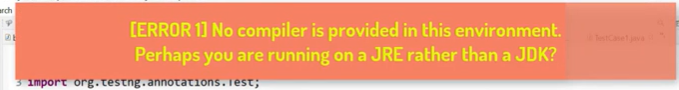 arch
[ERROR 1] No compiler is provided in this environment.
Perhaps you are running on a JRE rather than a JDK?
3 import org.testng.annotations.Test;